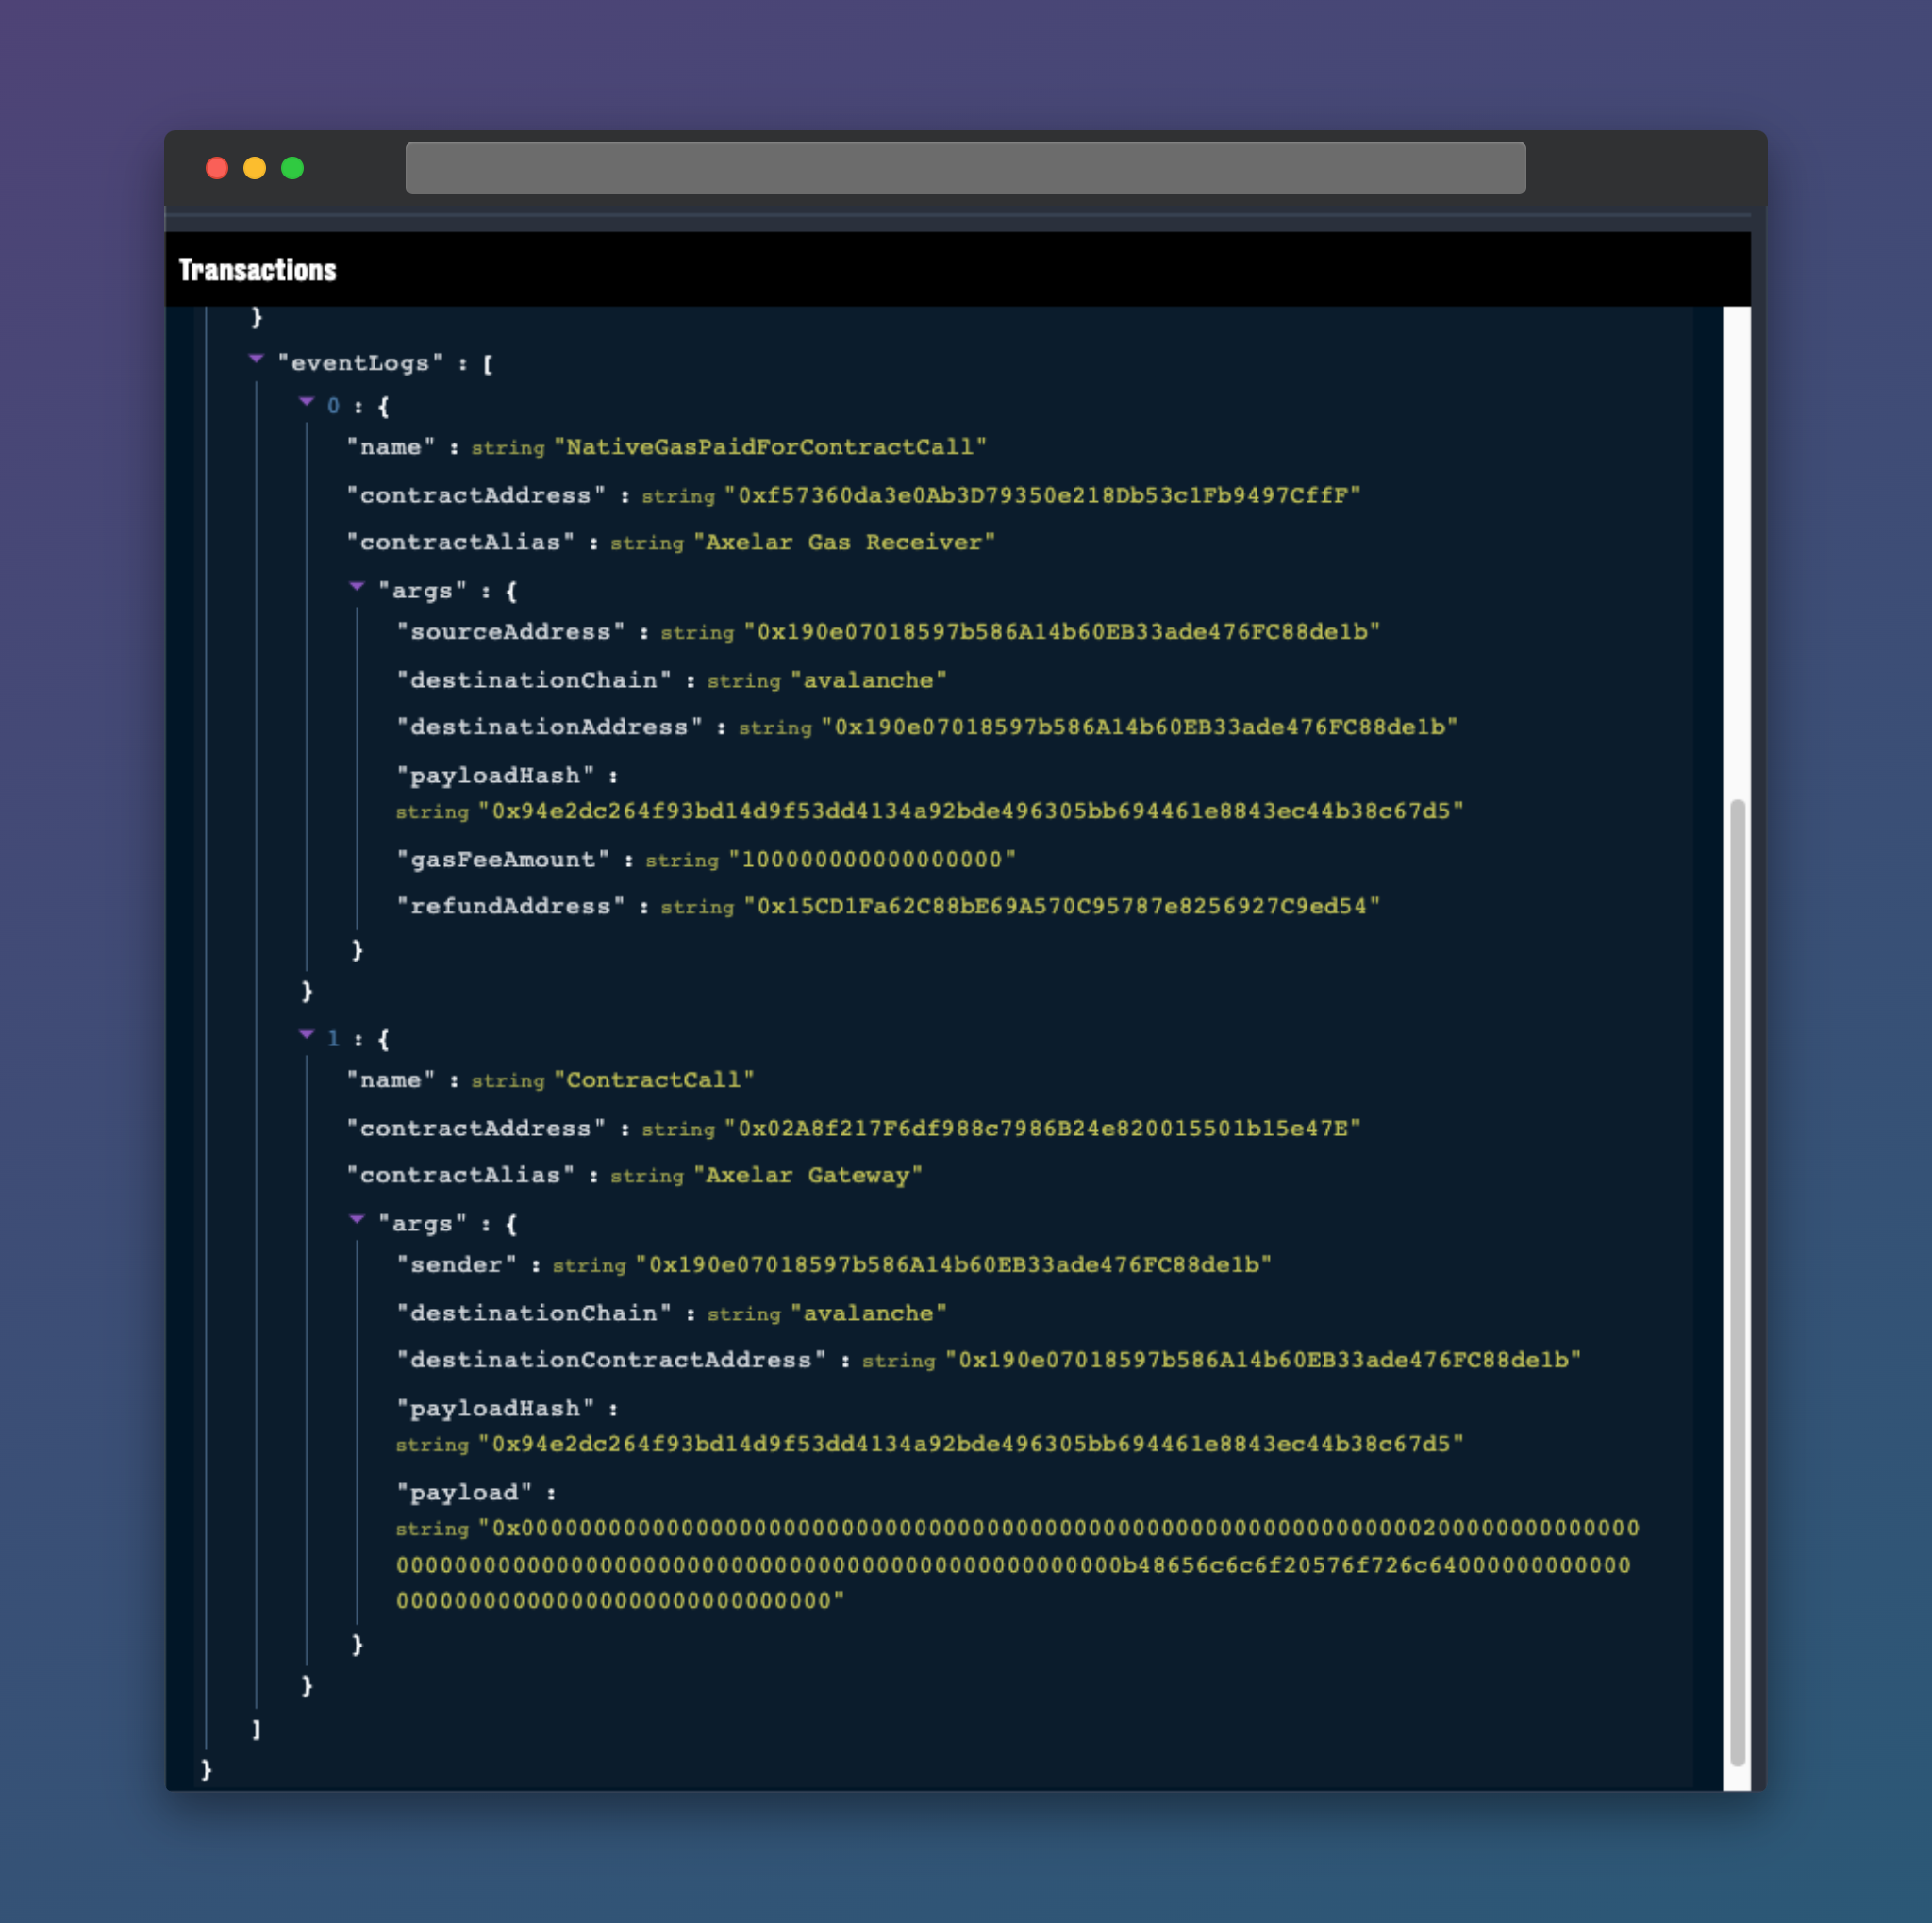 Transactions
}
"eventLogs" : [
0 : {
"name" : string "NativeGasPaidForContractCall"
"contractAddress" : string "0xf57360da3e0Ab3D79350e218Db53c1Fb9497CffF"
"contractAlias" : string "Axelar Gas Receiver"
"args" : {
"sourceAddress" : string "0x190e07018597b586A14b60EB33ade476FC88de1b"
"destinationChain" : string "avalanche"
"destinationAddress" : string "0x190e07018597b586A14b60EB33ade476FC88de1b"
"payloadHash" :
string "0x94e2dc264f93bd14d9f53dd4134a92bde496305bb694461e8843ec44b38c67d5"
"gasFeeAmount" : string "100000000000000000"
"refundAddress" : string "0x15CD1Fa62C88bE69A570C95787e8256927C9ed54"
}
}
1 : {
"name" : string "ContractCall"
"contractAddress" : string "0x02A8f217F6df988c7986B24e820015501b15e47E"
"contractAlias" : string "Axelar Gateway"
"args" : {
"sender" : string "0x190e07018597b586A14b60EB33ade476FC88de1b"
"destinationChain" : string "avalanche"
"destinationContractAddress" : string "0x190e07018597b586A14b60EB33ade476FC88de1b"
"payloadHash" :
string "0x94e2dc264f93bd14d9f53dd4134a92bde496305bb694461e8843ec44b38c67d5"
"payload" :
string "0x00000000000000000000000000000000000000000000000000000000000000200000000000000
00000000000000000000000000000000000000000000000000b48656c6c6f20576f726c64000000000000
000000000000000000000000000000"
}
}
]
}